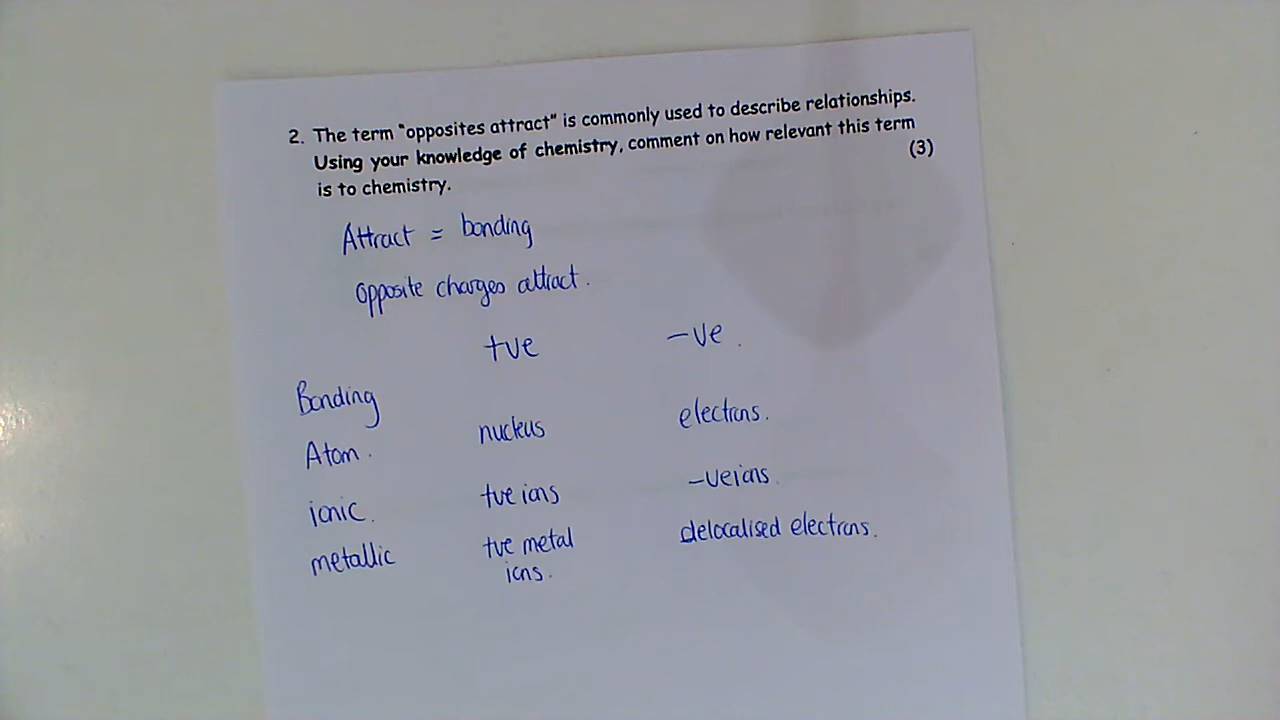 2. The term "opposites attract" is commonly used to describe relationships.
Using your knowledge of chemistry, comment on how relevant this term
is to chemistry. (3)
Attract = bonding
Opposite charges attract.
+ve -ve.
Bonding
Atom. nucleus electrons.
ionic. +ve ions -ve ions.
metallic +ve metal delocalised electrons.
ions.